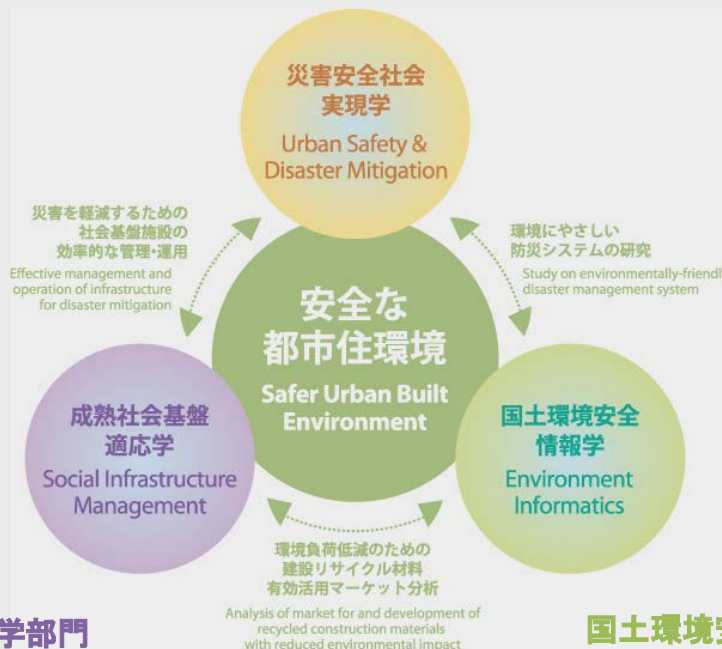 災害安全社会
実現学
Urban Safety &
Disaster Mitigation
災害を軽減するための
社会基盤施設の
効率的な管理・運用
Effective management and
operation of infrastructure
for disaster mitigation
環境にやさしい
防災システムの研究
Study on environmentally-friendl
disaster management system
安全な
都市住環境
Safer Urban Built
Environment
成熟社会基盤
適応学
Social Infrastructure
Management
国土環境安全
情報学
Environment
Informatics
環境負荷低減のための
建設リサイクル材料
有効活用マーケット分析
Analysis of market for and development of
recycled construction materials
with reduced environmental impact
学部門
国土環境安